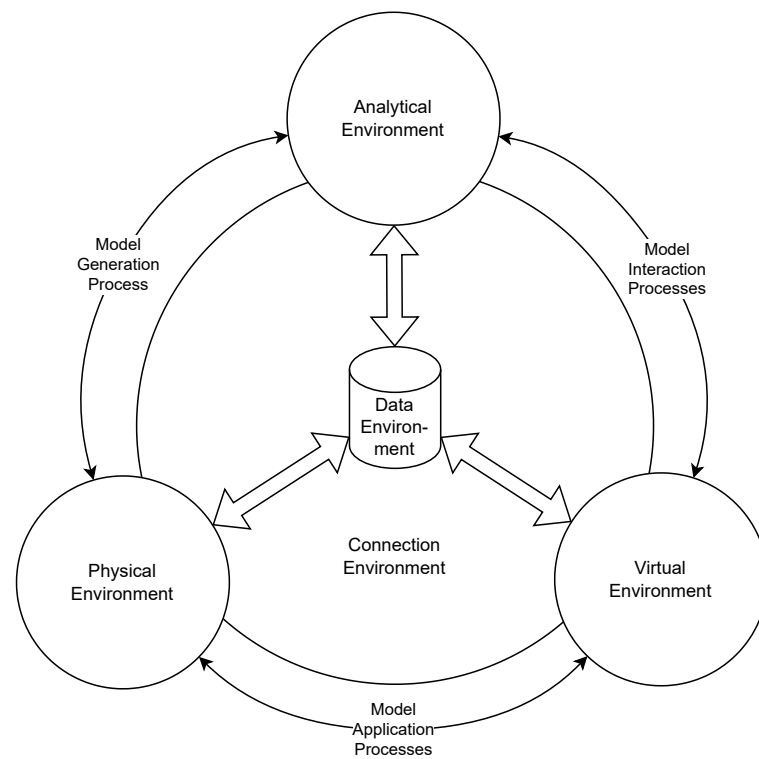 Analytical
Environment
Model
Generation
Process
Model
Interaction
Processes
Data
Environ-
ment
Connection
Environment
Physical
Environment
Virtual
Environment
Model
Application
Processes